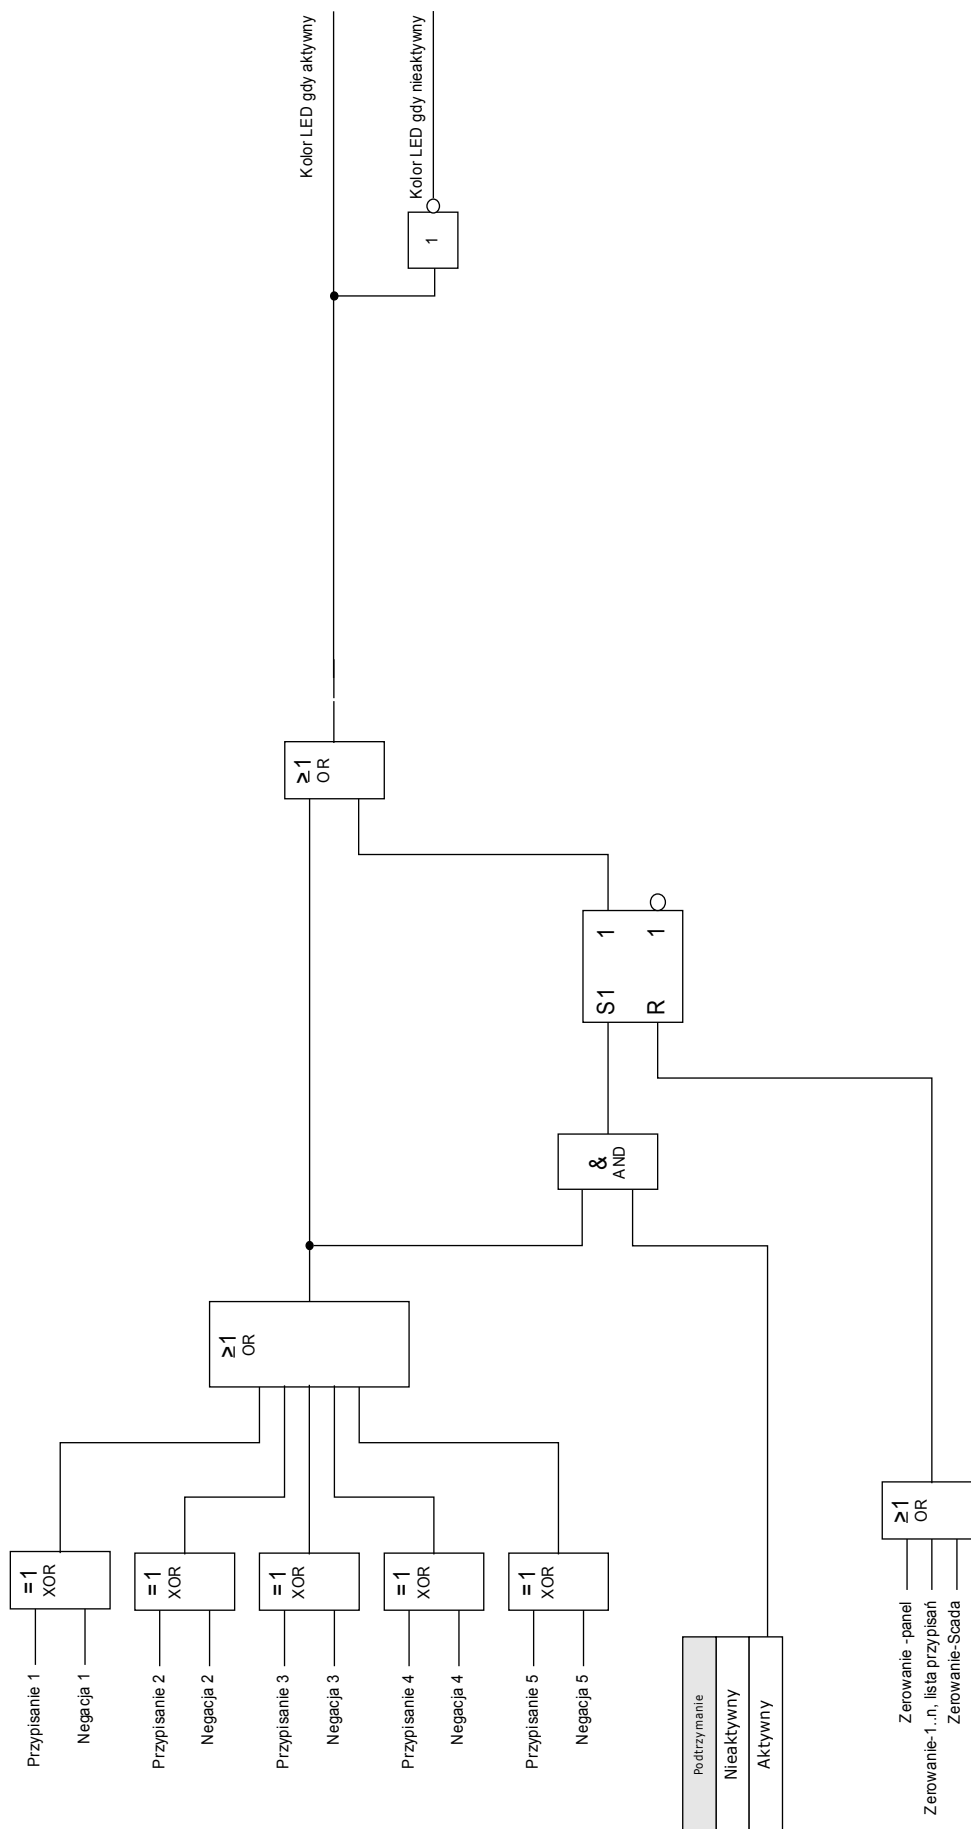 Przypisanie 1
Negacja 1
=1
XOR
Przypisanie 2
Negacja 2
=1
XOR
Przypisanie 3
Negacja 3
=1
XOR
Przypisanie 4
Negacja 4
=1
XOR
Przypisanie 5
Negacja 5
=1
XOR
≥1
OR
Podtrzymanie
Nieaktywny
Aktywny
&
AND
Zerowanie -panel
Zerowanie-1..n, lista przypisań
Zerowanie-Scada
≥1
OR
S1 1
R 1
≥1
OR
1
Kolor LED gdy aktywny
Kolor LED gdy nieaktywny